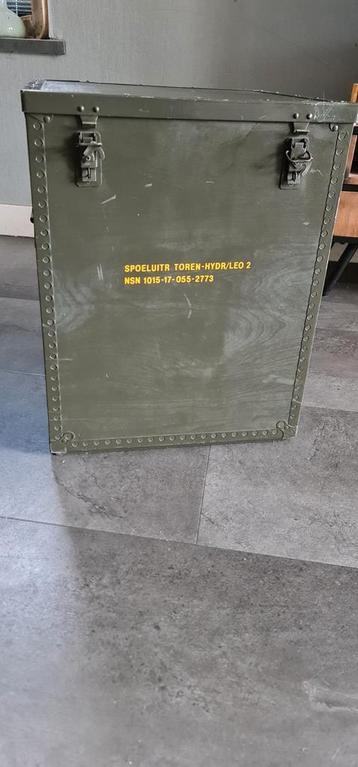 SPOELUITR TOREN-HYDR/LEO 2
NSN 1015-17-055-2773